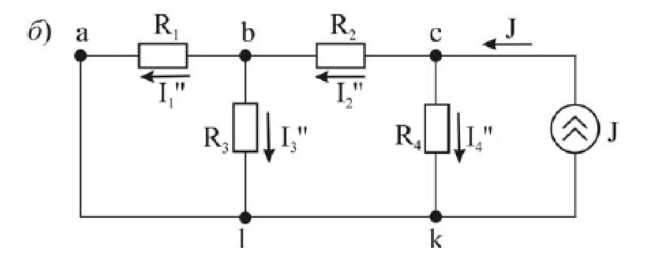 б) a R₁ b R₂ c J
I₁" I₂"
R₃ I₃" R₄ I₄" J
l k